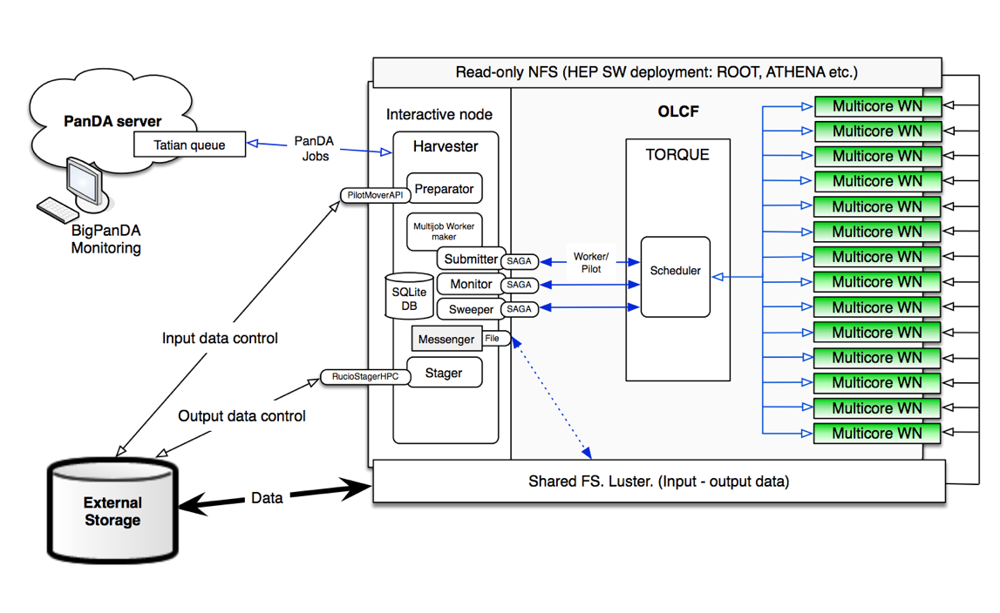 Read-only NFS (HEP SW deployment: ROOT, ATHENA etc.)
PanDA server
Tatian queue
BigPanDA
Monitoring
PanDA
Jobs
Interactive node
Harvester
Preparator
PilotMoverAPI
Multijob Worker
maker
Submitter
SAGA
Monitor
SAGA
Sweeper
SAGA
SQLite
DB
Messenger
File
Stager
RucioStagerHPC
Worker/
Pilot
OLCF
TORQUE
Scheduler
Multicore WN
Multicore WN
Multicore WN
Multicore WN
Multicore WN
Multicore WN
Multicore WN
Multicore WN
Multicore WN
Multicore WN
Multicore WN
Multicore WN
Multicore WN
Multicore WN
Input data control
Output data control
External
Storage
Data
Shared FS. Luster. (Input - output data)